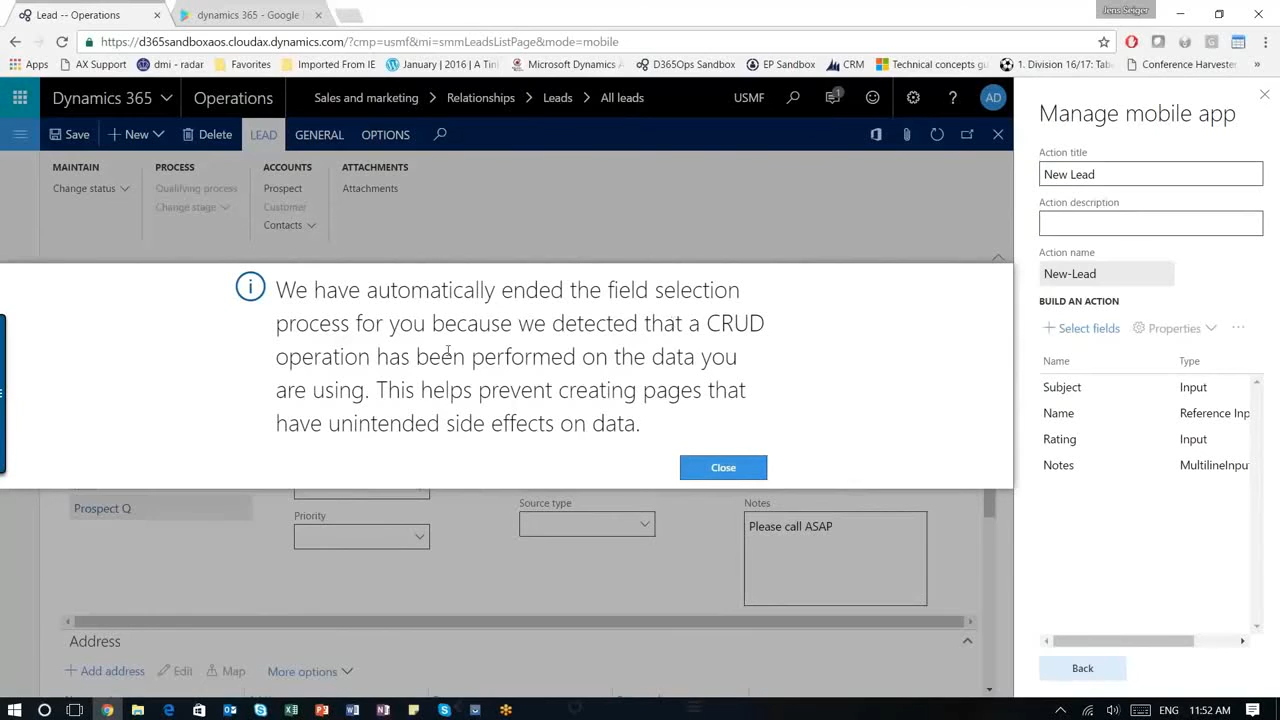 Lead -- Operations
dynamics 365 - Google
Jens Seiger
https://d365sandboxaos.cloudax.dynamics.com/?cmp=usmf&mi=smmLeadsListPage&mode=mobile
Apps
AX Support
dmi - radar
Favorites
Imported From IE
January | 2016 | A Tin
Microsoft Dynamics A
D365Ops Sandbox
EP Sandbox
CRM
Technical concepts gu
1. Division 16/17: Tabe
Conference Harvester
Dynamics 365
Operations
Sales and marketing > Relationships > Leads > All leads
USMF
1
?
AD
Save
+ New
Delete
LEAD
GENERAL
OPTIONS
MAINTAIN
Change status
PROCESS
Qualifying process
Change stage
ACCOUNTS
Prospect
Customer
Contacts
ATTACHMENTS
Attachments
We have automatically ended the field selection
process for you because we detected that a CRUD
operation has been performed on the data you
are using. This helps prevent creating pages that
have unintended side effects on data.
Close
Prospect Q
Priority
Source type
Notes
Please call ASAP
Address
+ Add address
Edit
Map
More options
Manage mobile app
Action title
New Lead
Action description
Action name
New-Lead
BUILD AN ACTION
+ Select fields
Properties
...
Name Type
Subject Input
Name Reference Inp
Rating Input
Notes MultilineInpu
Back
ENG
11:52 AM